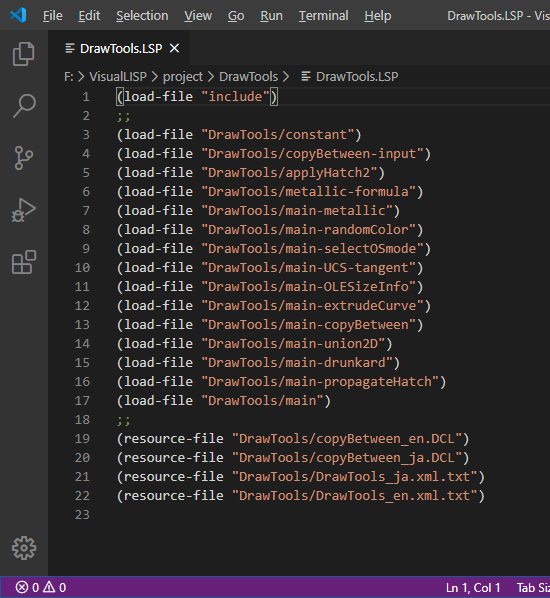 File Edit Selection View Go Run Terminal Help DrawTools.LSP - Vis
DrawTools.LSP ×
F: > VisualLISP > project > DrawTools > DrawTools.LSP
1 (load-file "include")
2 ;;
3 (load-file "DrawTools/constant")
4 (load-file "DrawTools/copyBetween-input")
5 (load-file "DrawTools/applyHatch2")
6 (load-file "DrawTools/metallic-formula")
7 (load-file "DrawTools/main-metallic")
8 (load-file "DrawTools/main-randomColor")
9 (load-file "DrawTools/main-selectOSmode")
10 (load-file "DrawTools/main-UCS-tangent")
11 (load-file "DrawTools/main-OLESizeInfo")
12 (load-file "DrawTools/main-extrudeCurve")
13 (load-file "DrawTools/main-copyBetween")
14 (load-file "DrawTools/main-union2D")
15 (load-file "DrawTools/main-drunkard")
16 (load-file "DrawTools/main-propagateHatch")
17 (load-file "DrawTools/main")
18 ;;
19 (resource-file "DrawTools/copyBetween_en.DCL")
20 (resource-file "DrawTools/copyBetween_ja.DCL")
21 (resource-file "DrawTools/DrawTools_ja.xml.txt")
22 (resource-file "DrawTools/DrawTools_en.xml.txt")
23
0 0 Ln 1, Col 1 Tab Siz